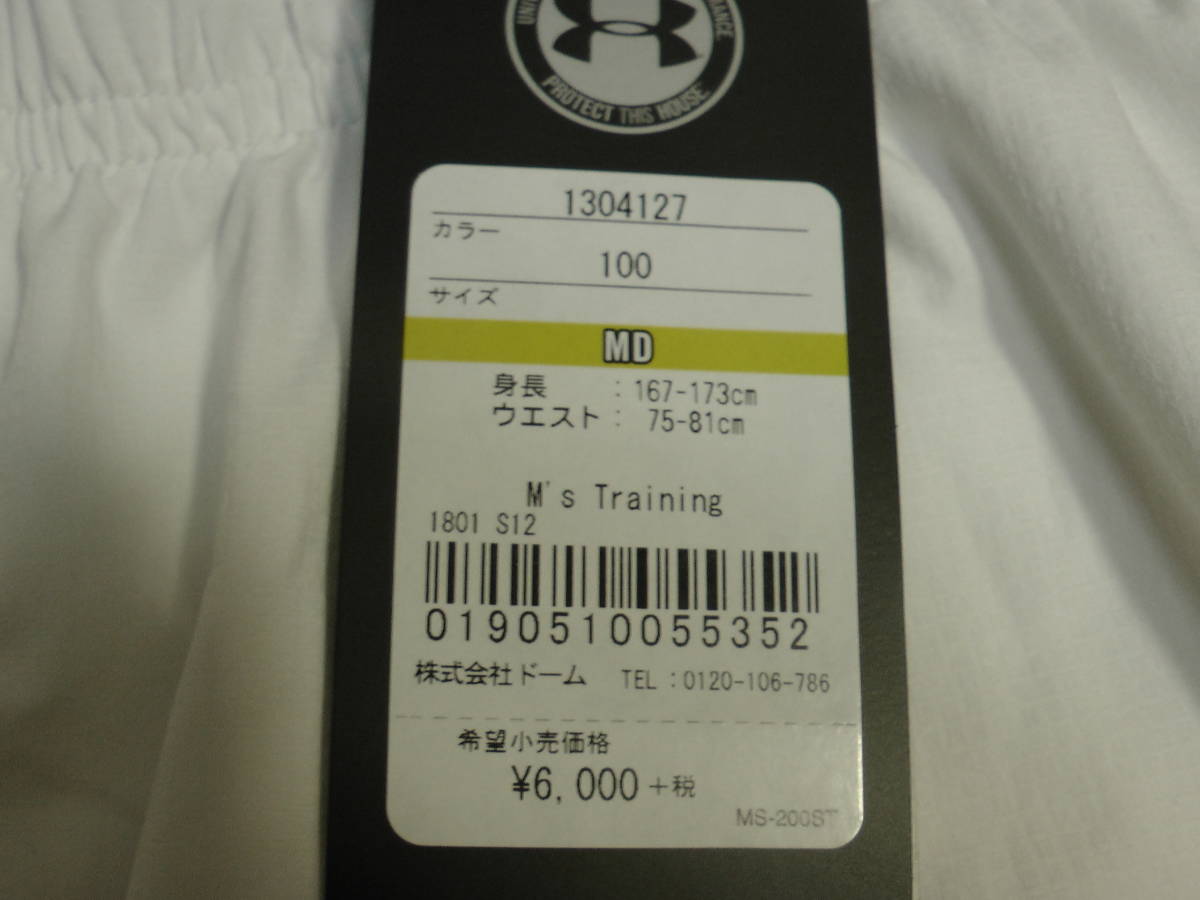 PROTECT THIS HOUSE
1304127
カラー
100
サイズ
MD
身長 : 167-173cm
ウエスト : 75-81cm
M's Training
1801 S12
0190510055352
株式会社ドーム TEL:0120-106-786
希望小売価格
¥6,000+税
MS-200ST